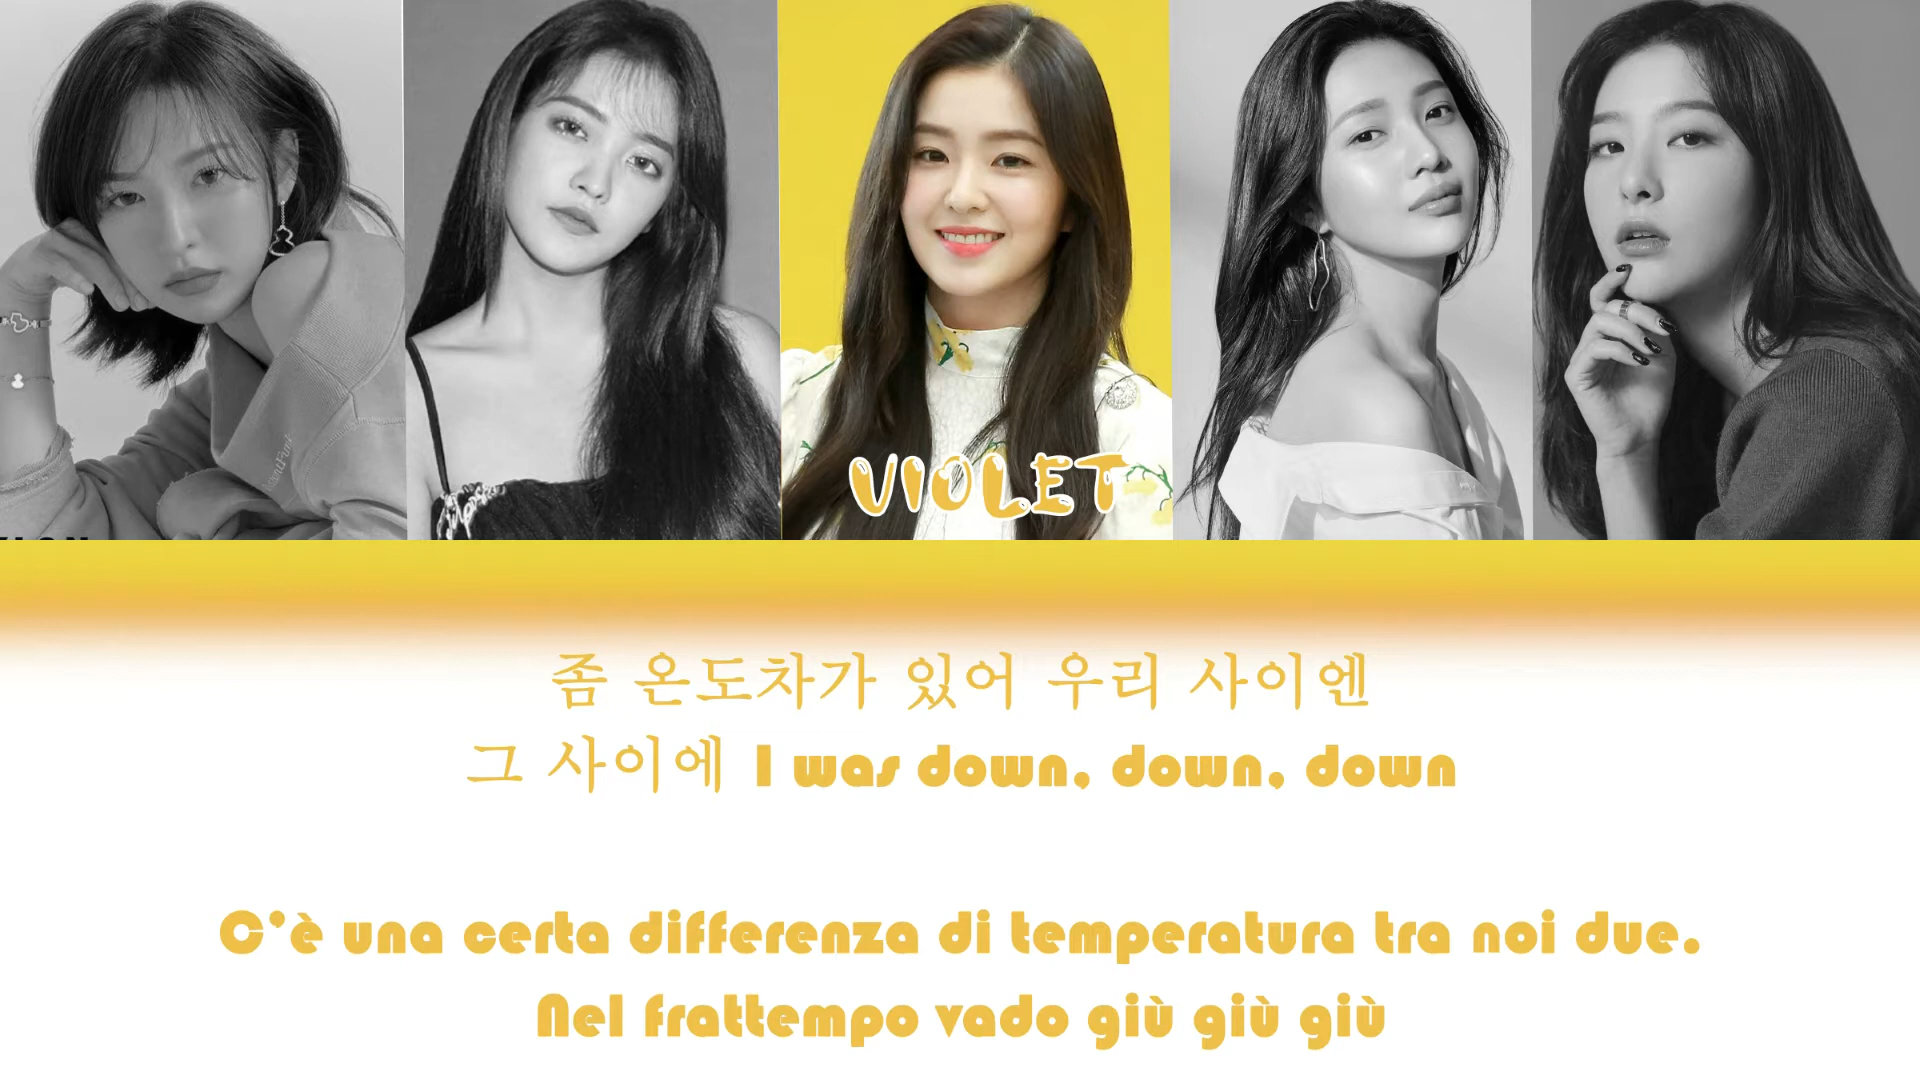 VIOLET
좀 온도차가 있어 우리 사이엔
그 사이에 I was down, down, down
C'è una certa differenza di temperatura tra noi due.
Nel frattempo vado giù giù giù